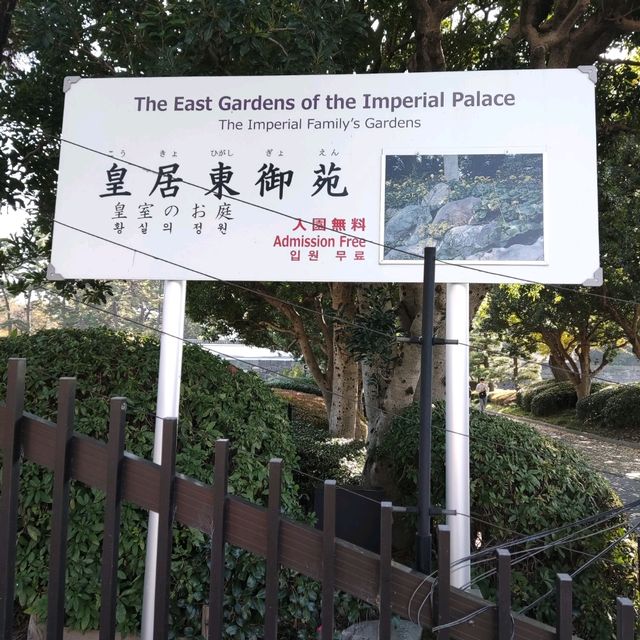 The East Gardens of the Imperial Palace
The Imperial Family's Gardens
こう きょ ひがし ぎょ えん
皇居東御苑
皇室のお庭
황실의 정원
入園無料
Admission Free
입원 무료